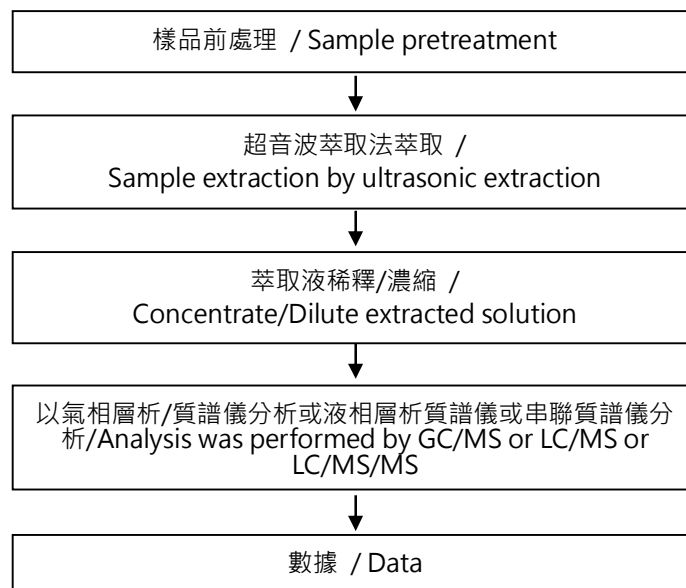 樣品前處理 / Sample pretreatment
超音波萃取法萃取 /
Sample extraction by ultrasonic extraction
萃取液稀釋/濃縮 /
Concentrate/Dilute extracted solution
以氣相層析/質譜儀分析或液相層析質譜儀或串聯質譜儀分
析/Analysis was performed by GC/MS or LC/MS or
LC/MS/MS
數據 / Data